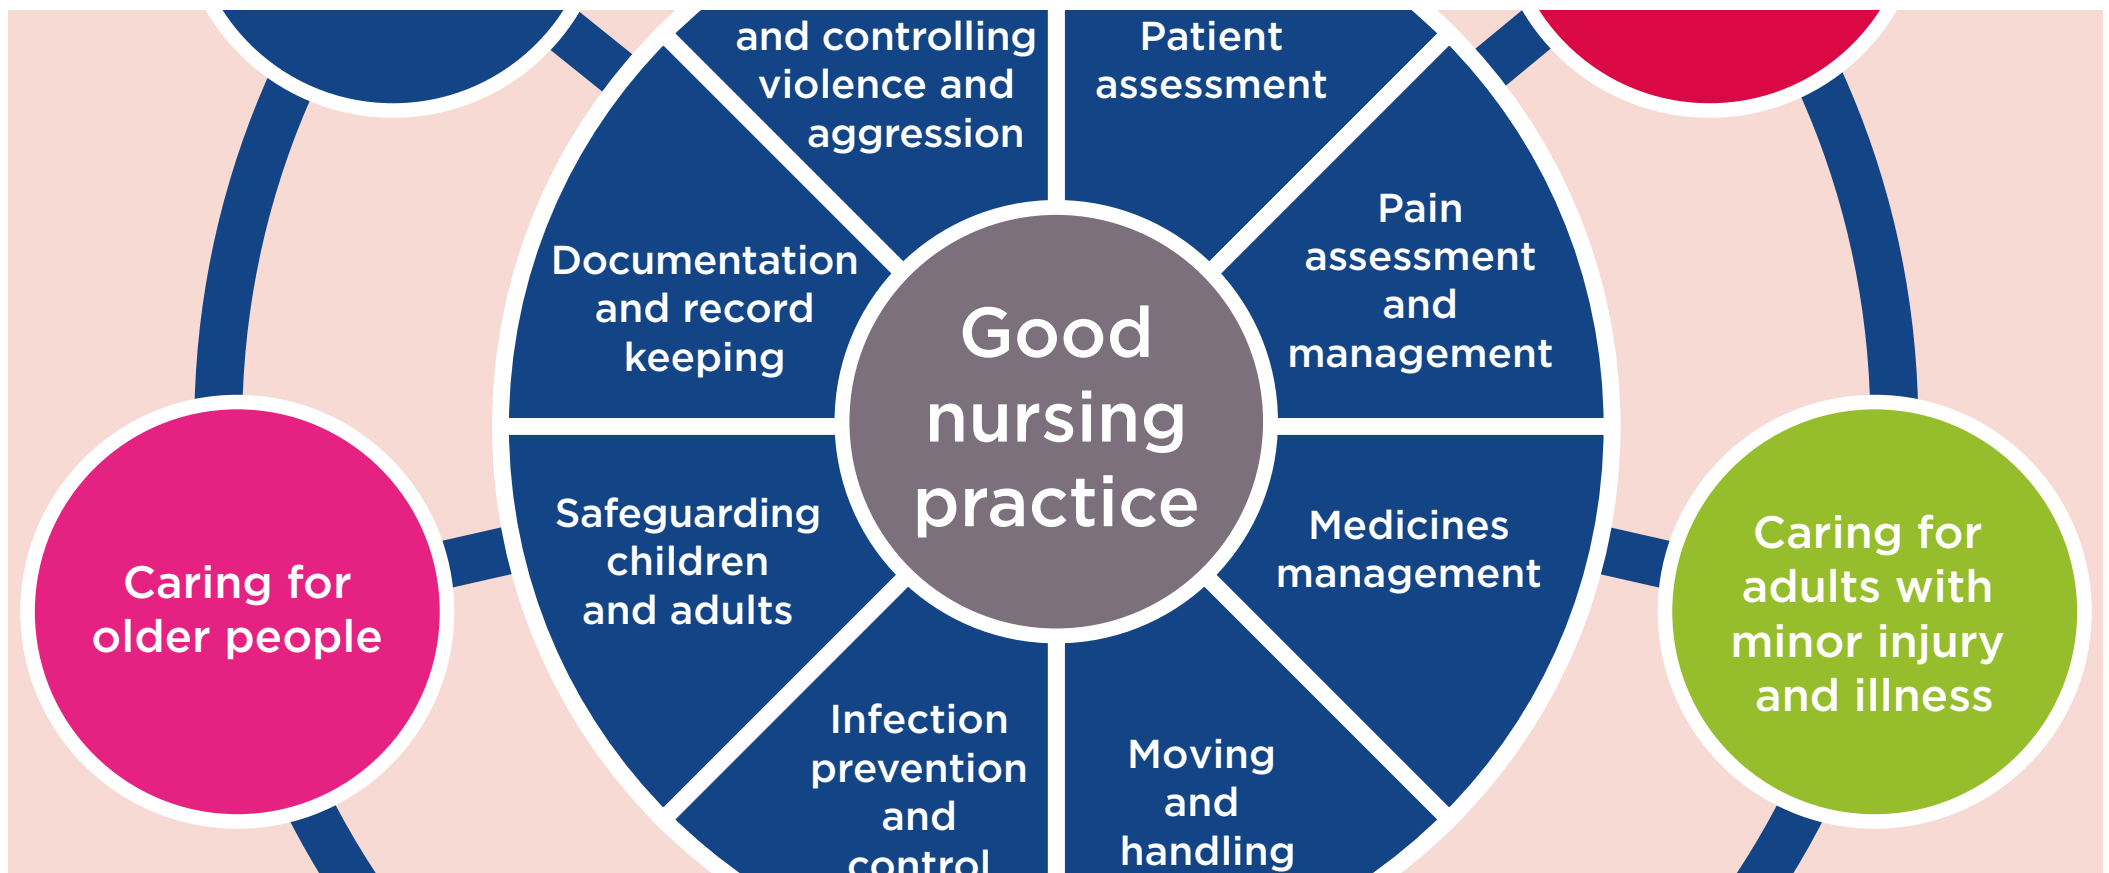 and controlling
violence and
aggression
Patient
assessment
Pain
assessment
and
management
Documentation
and record
keeping
Good
nursing
practice
Safeguarding
children
and adults
Medicines
management
Caring for
older people
Caring for
adults with
minor injury
and illness
Infection
prevention
and
control
Moving
and
handling